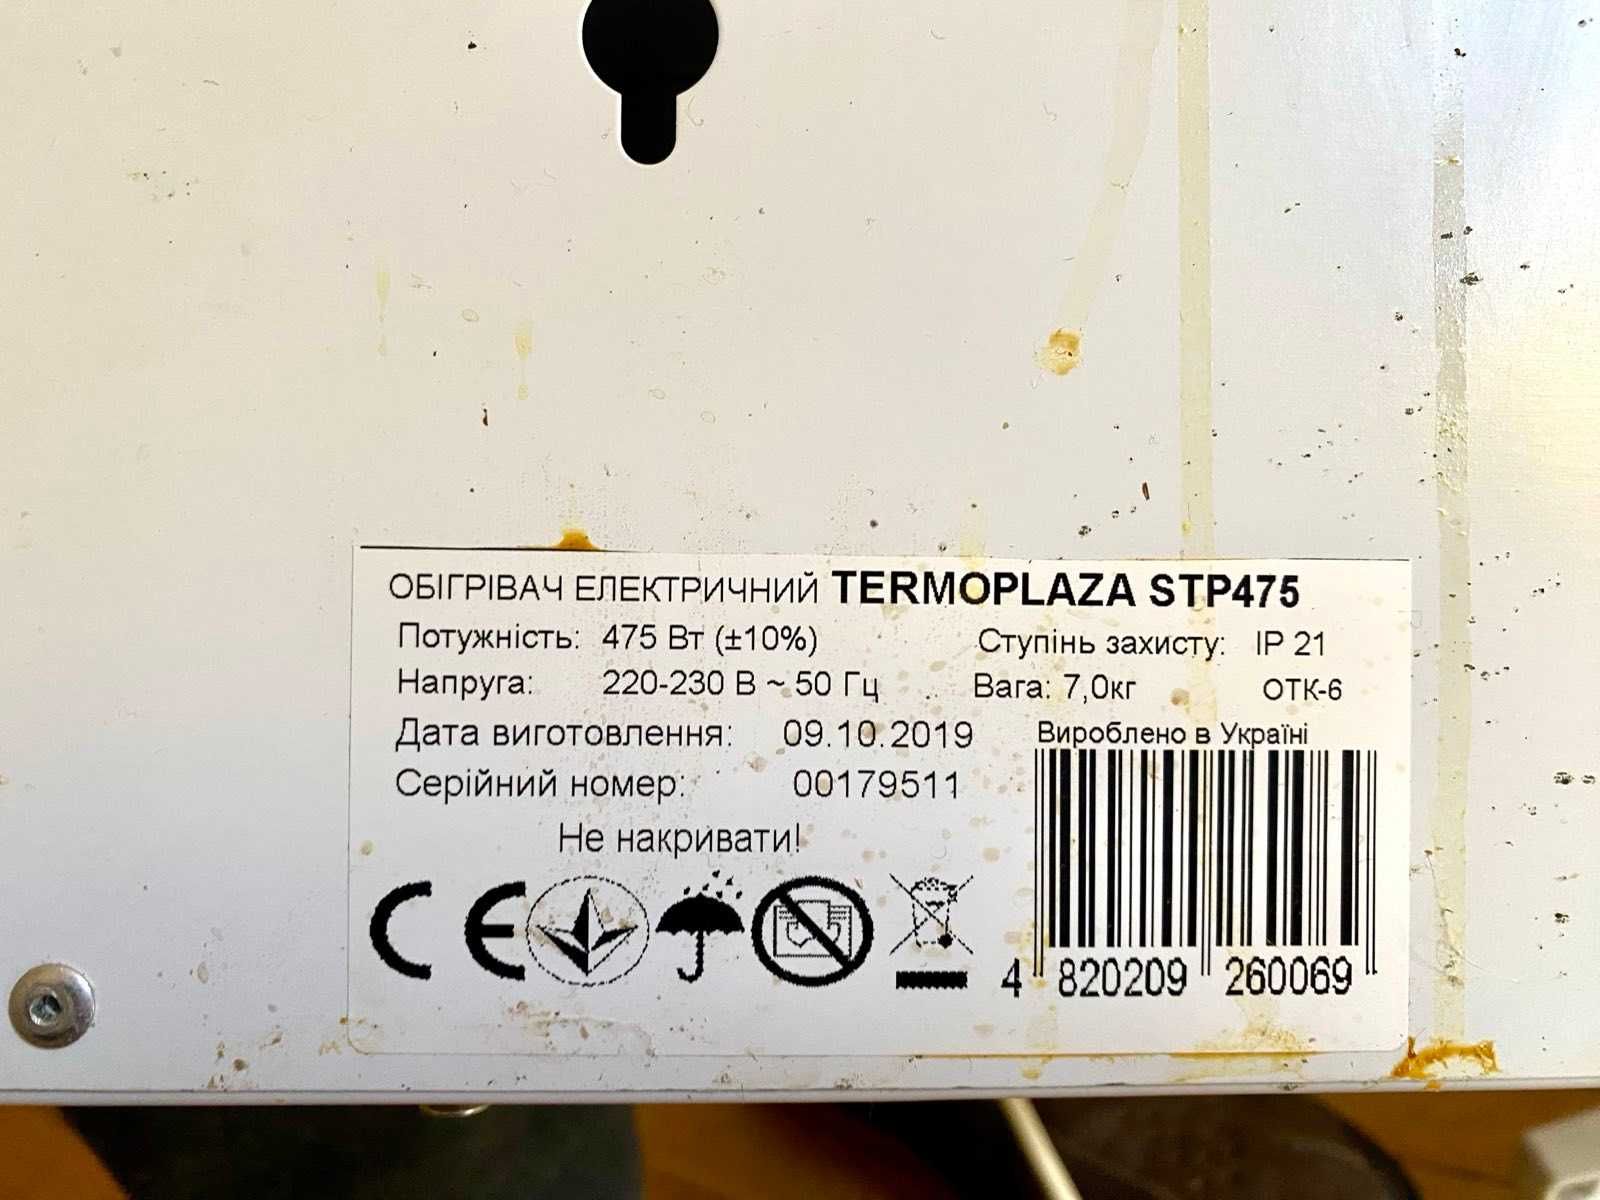 ОБІГРІВАЧ ЕЛЕКТРИЧНИЙ TERMOPLAZA STP475
Потужність: 475 Вт (±10%) Ступінь захисту: IP 21
Напруга: 220-230 В ~ 50 Гц Вага: 7,0кг ОТК-6
Дата виготовлення: 09.10.2019 Вироблено в Україні
Серійний номер: 00179511
Не накривати!
CE
4 820209 260069